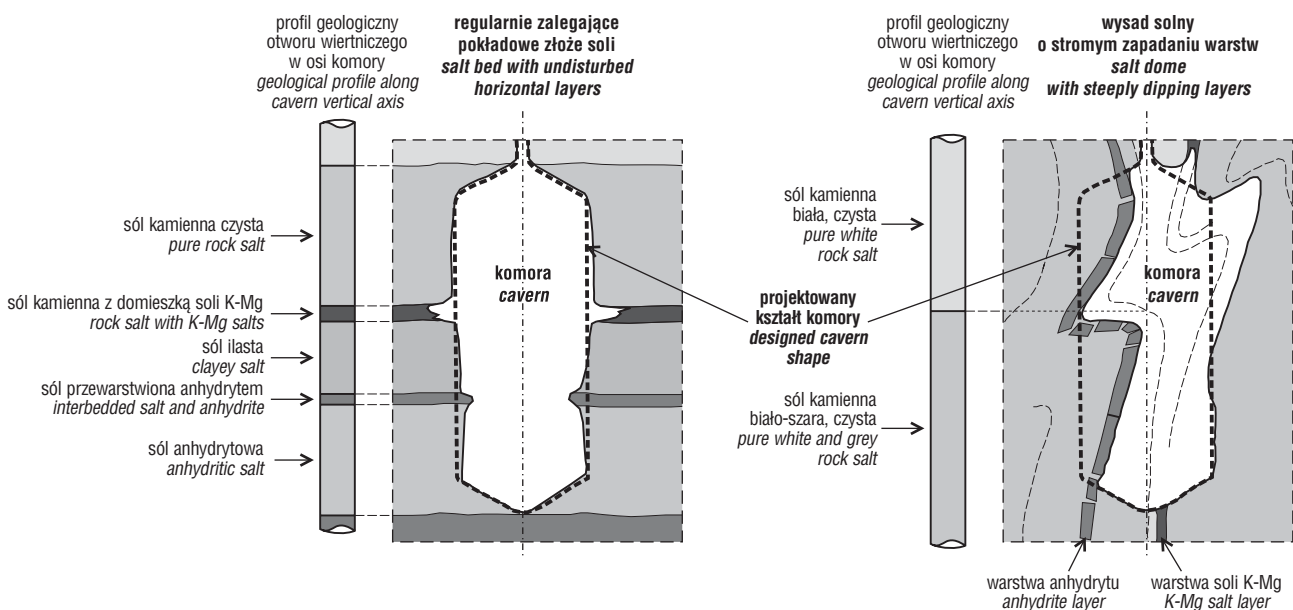 profil geologiczny
otworu wiertniczego
w osi komory
geological profile along
cavern vertical axis
regularnie zalegające
pokładowe złoże soli
salt bed with undisturbed
horizontal layers
sól kamienna czysta
pure rock salt
sól kamienna z domieszką soli K-Mg
rock salt with K-Mg salts
sól ilasta
clayey salt
sól przewarstwiona anhydrytem
interbedded salt and anhydrite
sól anhydrytowa
anhydritic salt
komora
cavern
projektowany
kształt komory
designed cavern
shape
profil geologiczny
otworu wiertniczego
w osi komory
geological profile along
cavern vertical axis
wysad solny
o stromym zapadaniu warstw
salt dome
with steeply dipping layers
sól kamienna
biała, czysta
pure white
rock salt
sól kamienna
biało-szara, czysta
pure white and grey
rock salt
komora
cavern
warstwa anhydrytu
anhydrite layer
warstwa soli K-Mg
K-Mg salt layer